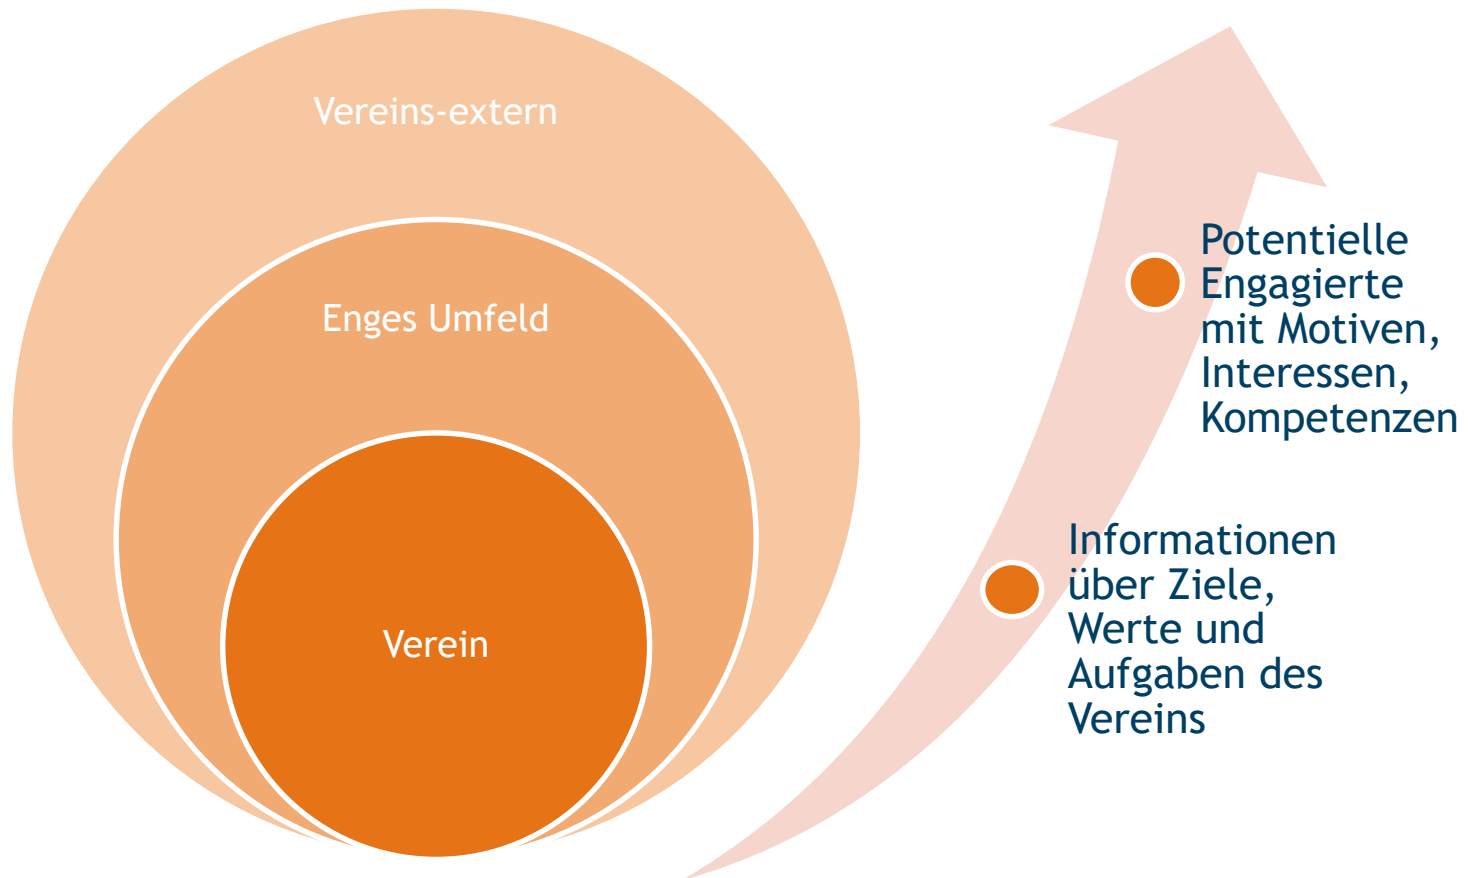 Vereins-extern
Enges Umfeld
Verein
Potentielle
Engagierte
mit Motiven,
Interessen,
Kompetenzen
Informationen
über Ziele,
Werte und
Aufgaben des
Vereins